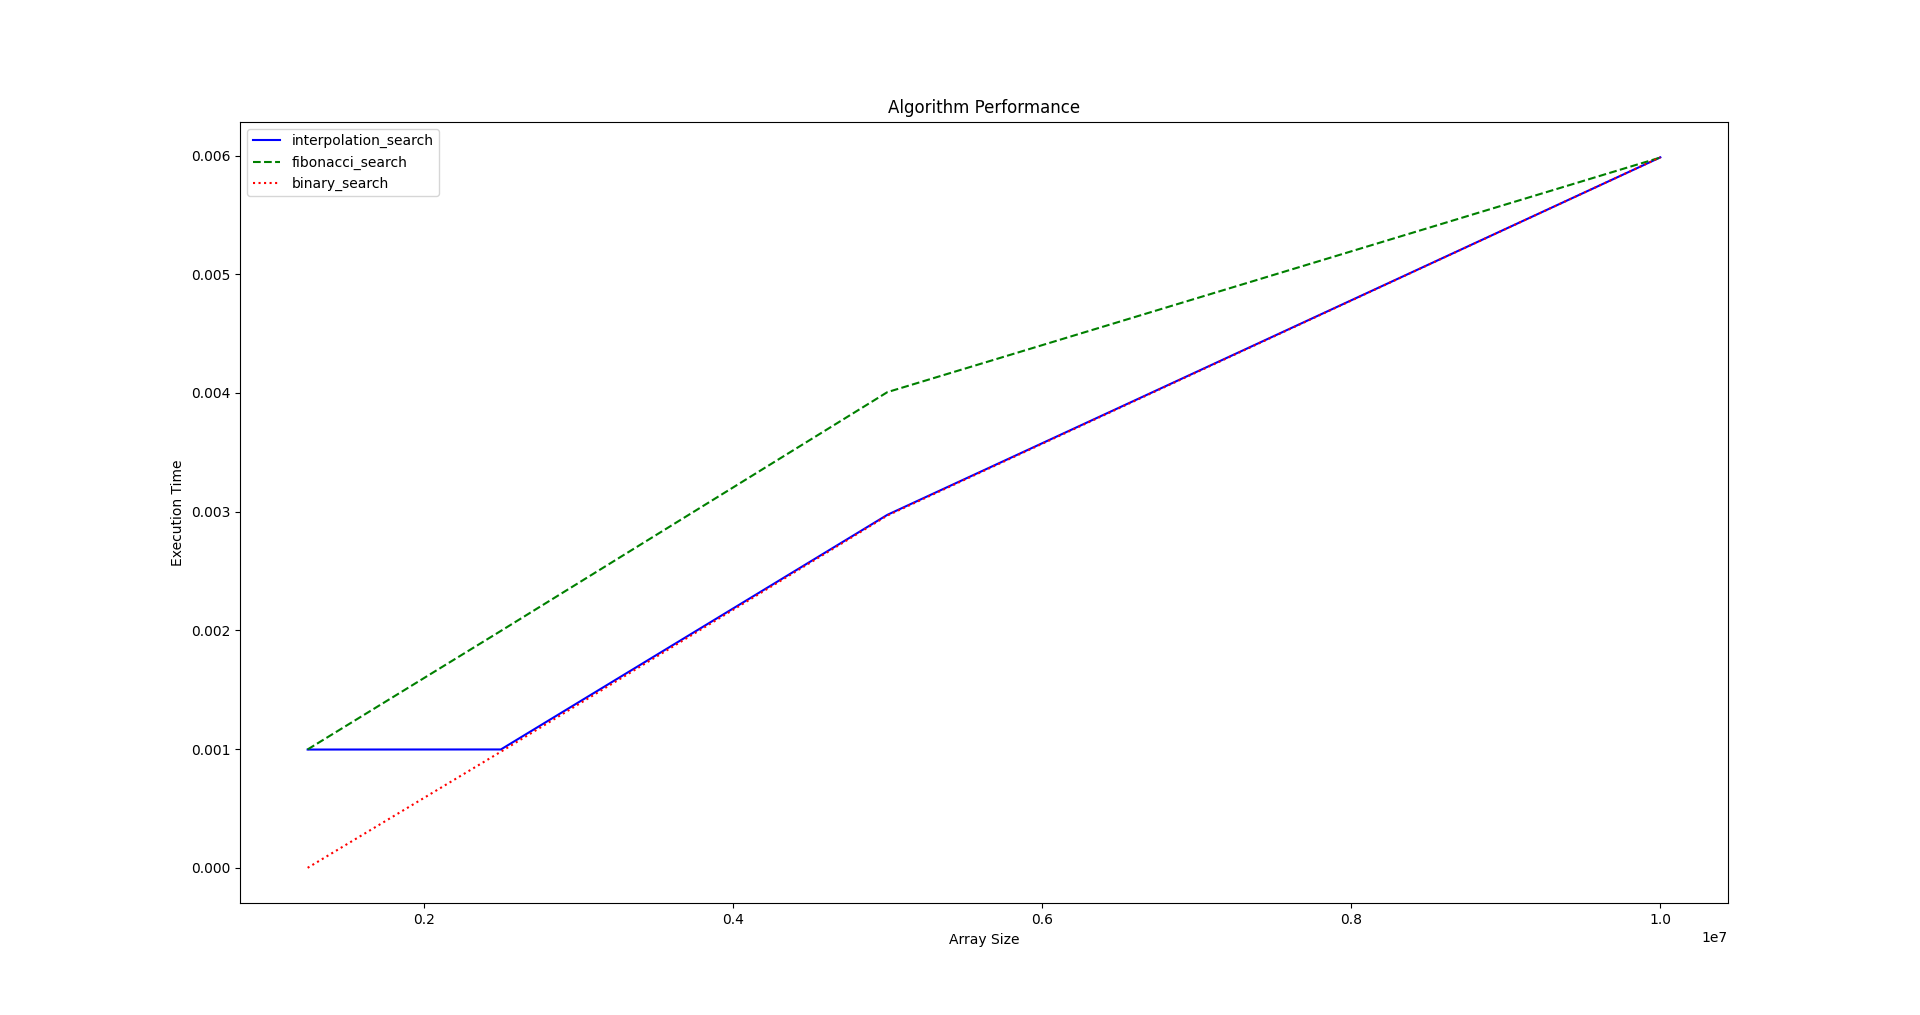 Algorithm Performance
interpolation_search
fibonacci_search
binary_search
0.006
0.005
0.004
0.003
0.002
0.001
0.000
Execution Time
0.2 0.4 0.6 0.8 1.0
1e7
Array Size